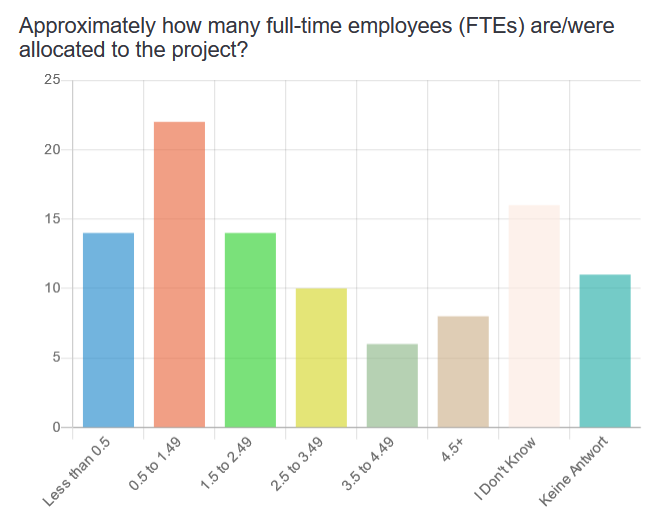 Approximately how many full-time employees (FTEs) are/were
allocated to the project?
25
20
15
10
5
0
Less than 0.5
0.5 to 1.49
1.5 to 2.49
2.5 to 3.49
3.5 to 4.49
4.5+
I Don't Know
Keine Antwort